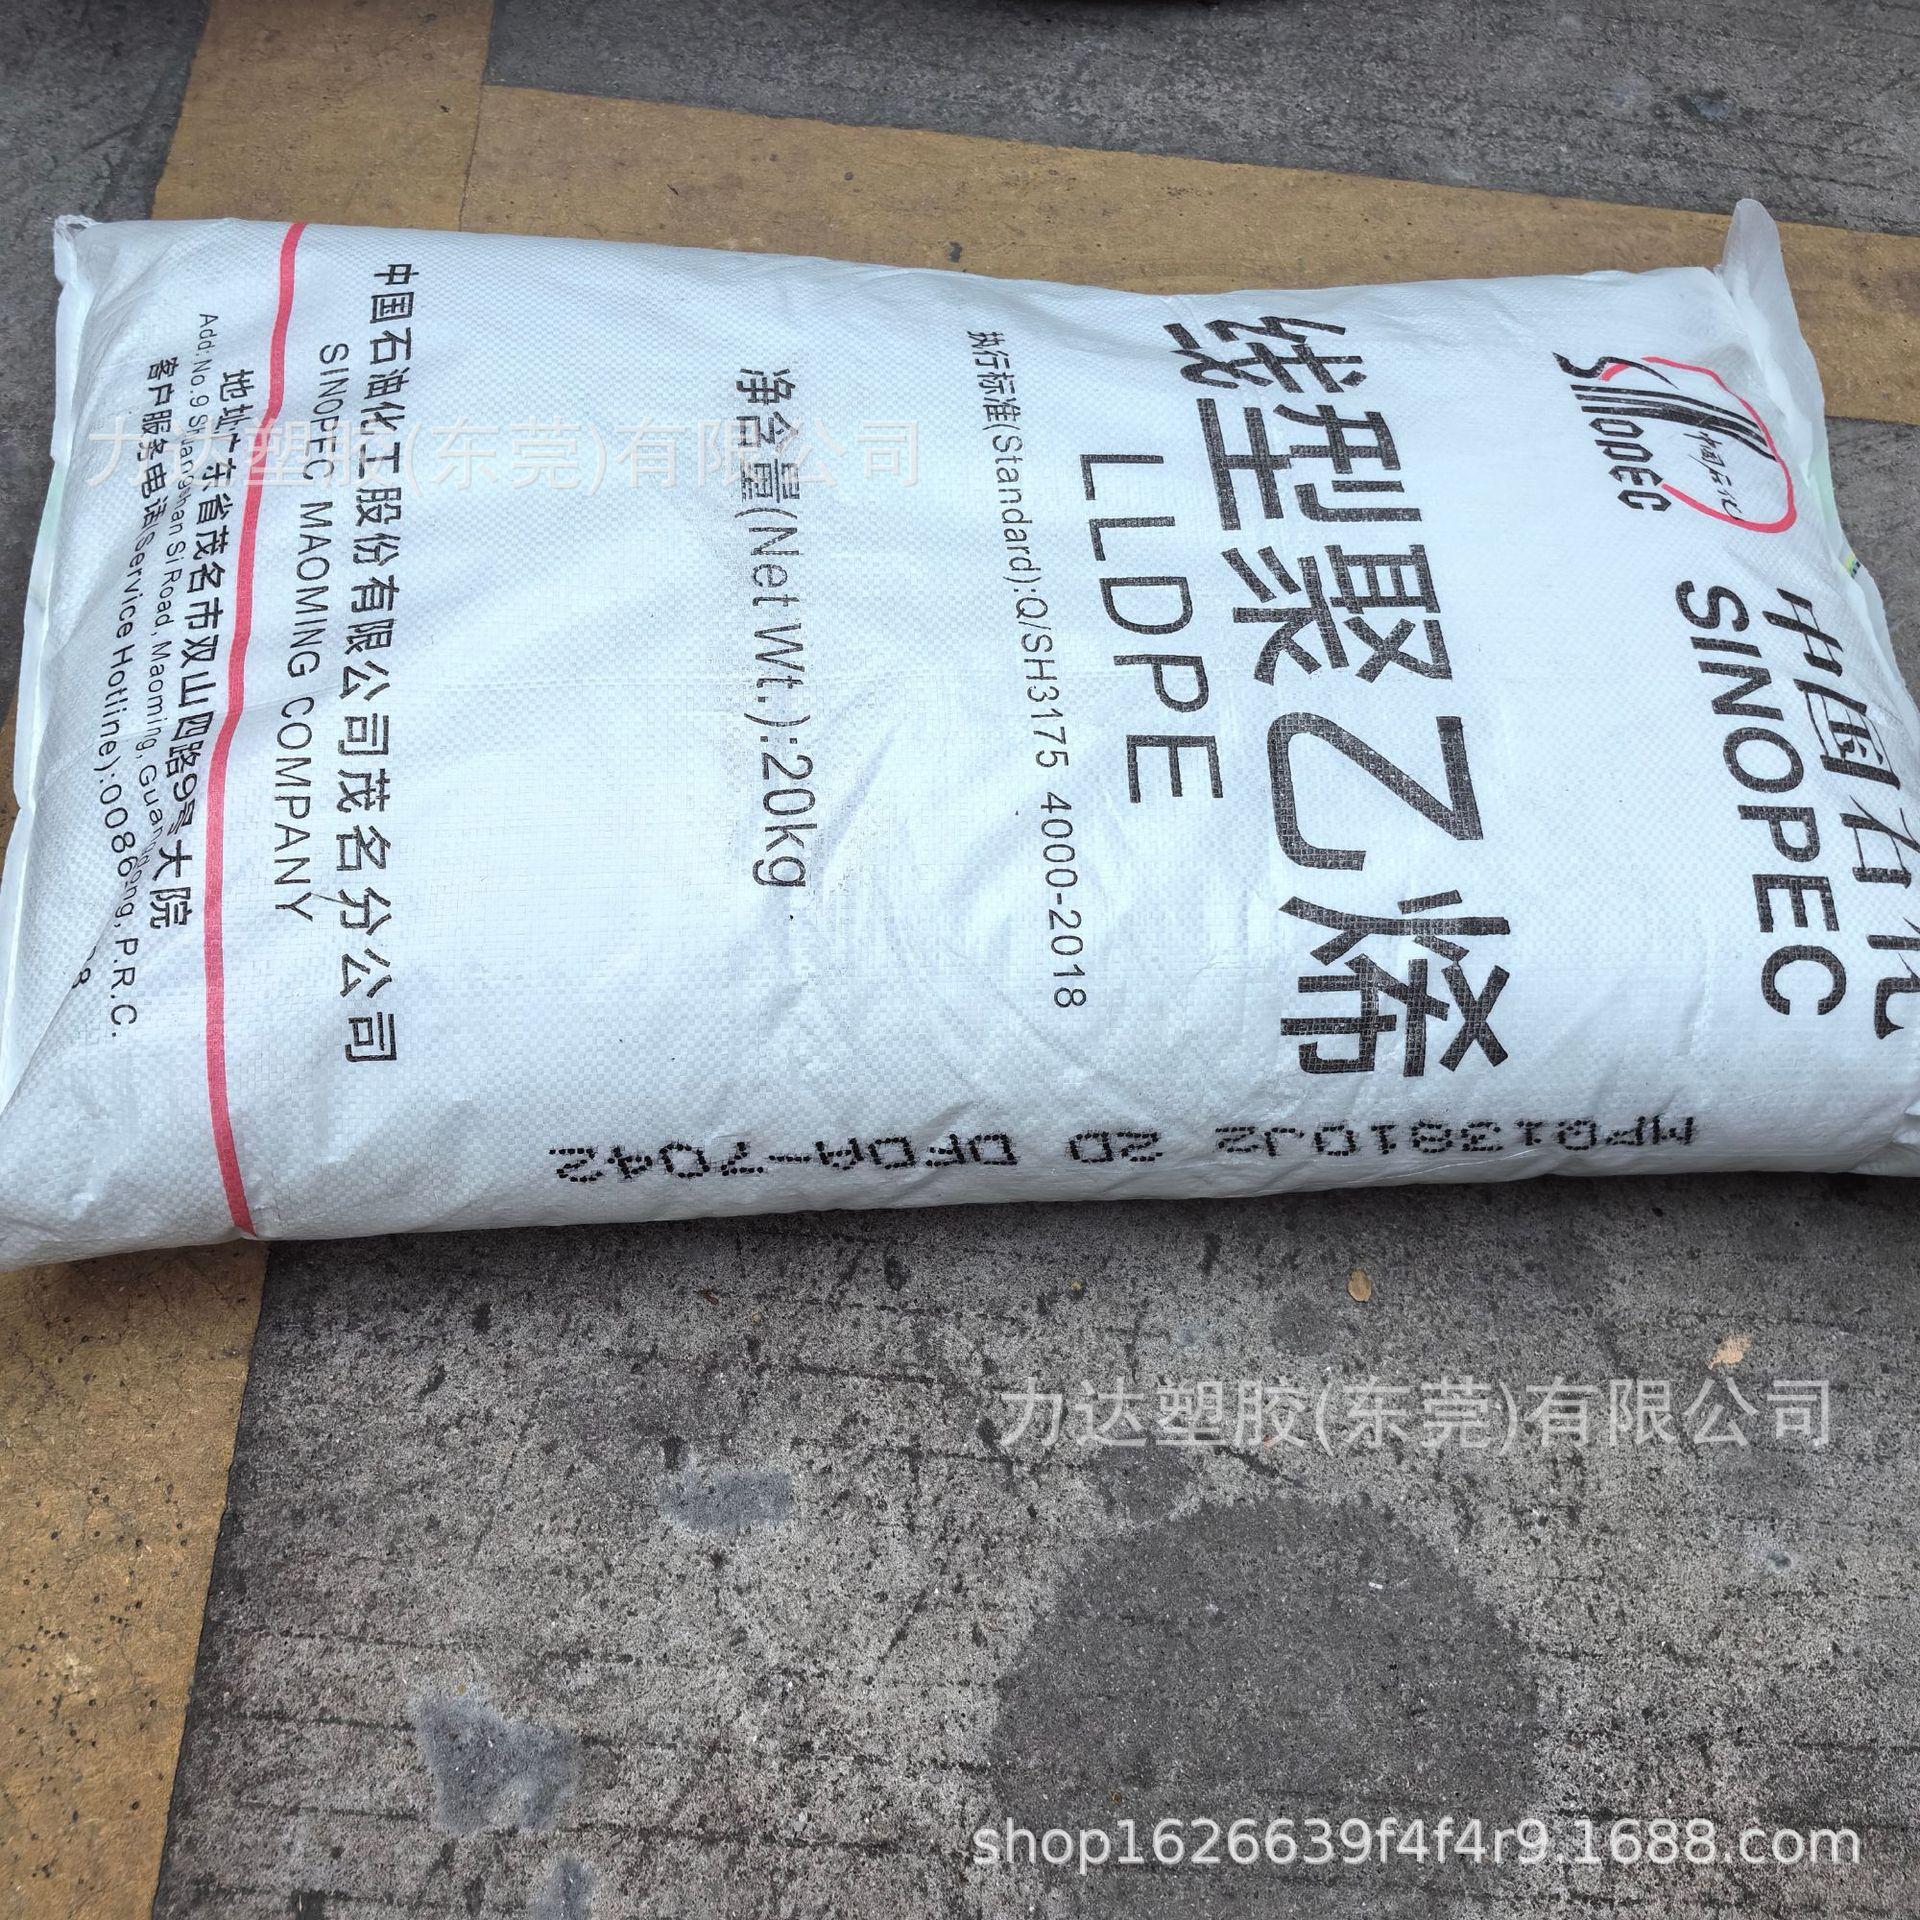 SINOPEC
中国石化
中国石化
SINOPEC
线型聚乙烯
LLDPE
执行标准(Standard):Q/SH3175 4000-2018
净含量(Net Wt.):20kg
中国石油化工股份有限公司茂名分公司
SINOPEC MAOMING COMPANY
地址广东省茂名市双山四路9号大院
Add:No.9 Shuangshan Si Road, Maoming, Guangdong, P.R.C.
客户服务电话(Service Hotline):0086
2D DFDA-7042
力达塑胶(东莞)有限公司
力达塑胶(东莞)有限公司
shop1626639f4f4r9.1688.com